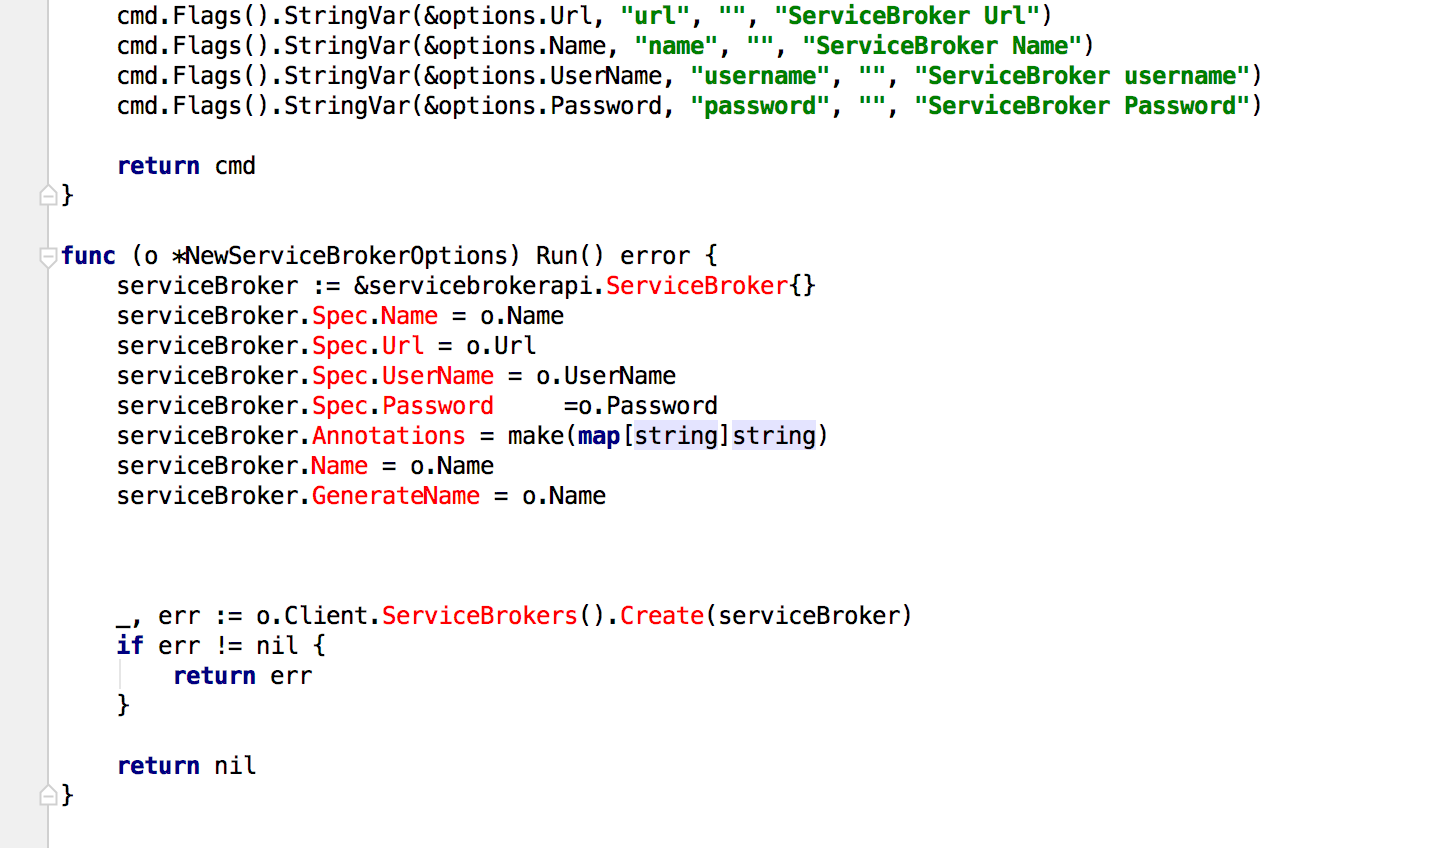 cmd.Flags().StringVar(&options.Url, "url", "", "ServiceBroker Url")
cmd.Flags().StringVar(&options.Name, "name", "", "ServiceBroker Name")
cmd.Flags().StringVar(&options.UserName, "username", "", "ServiceBroker username")
cmd.Flags().StringVar(&options.Password, "password", "", "ServiceBroker Password")
return cmd
}
func (o *NewServiceBrokerOptions) Run() error {
serviceBroker := &servicebrokerapi.ServiceBroker{}
serviceBroker.Spec.Name = o.Name
serviceBroker.Spec.Url = o.Url
serviceBroker.Spec.UserName = o.UserName
serviceBroker.Spec.Password     =o.Password
serviceBroker.Annotations = make(map[string]string)
serviceBroker.Name = o.Name
serviceBroker.GenerateName = o.Name
_, err := o.Client.ServiceBrokers().Create(serviceBroker)
if err != nil {
return err
}
return nil
}